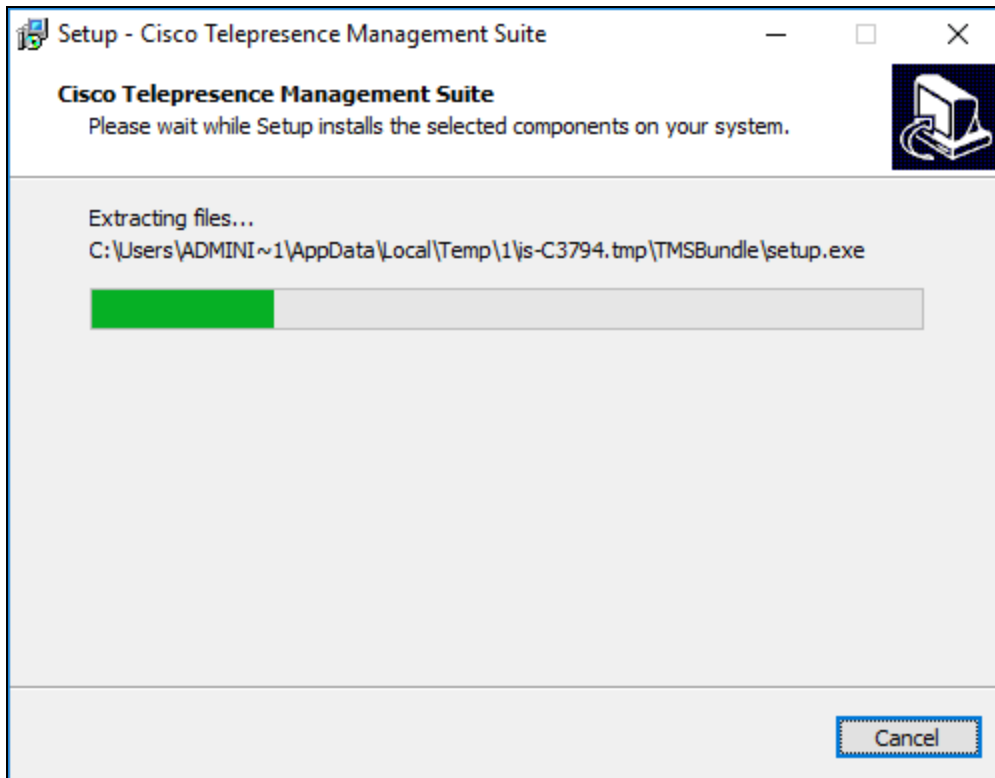 Setup - Cisco Telepresence Management Suite
Cisco Telepresence Management Suite
Please wait while Setup installs the selected components on your system.
Extracting files...
C:\Users\ADMINI~1\AppData\Local\Temp\1\is-C3794.tmp\TMSBundle\setup.exe
Cancel